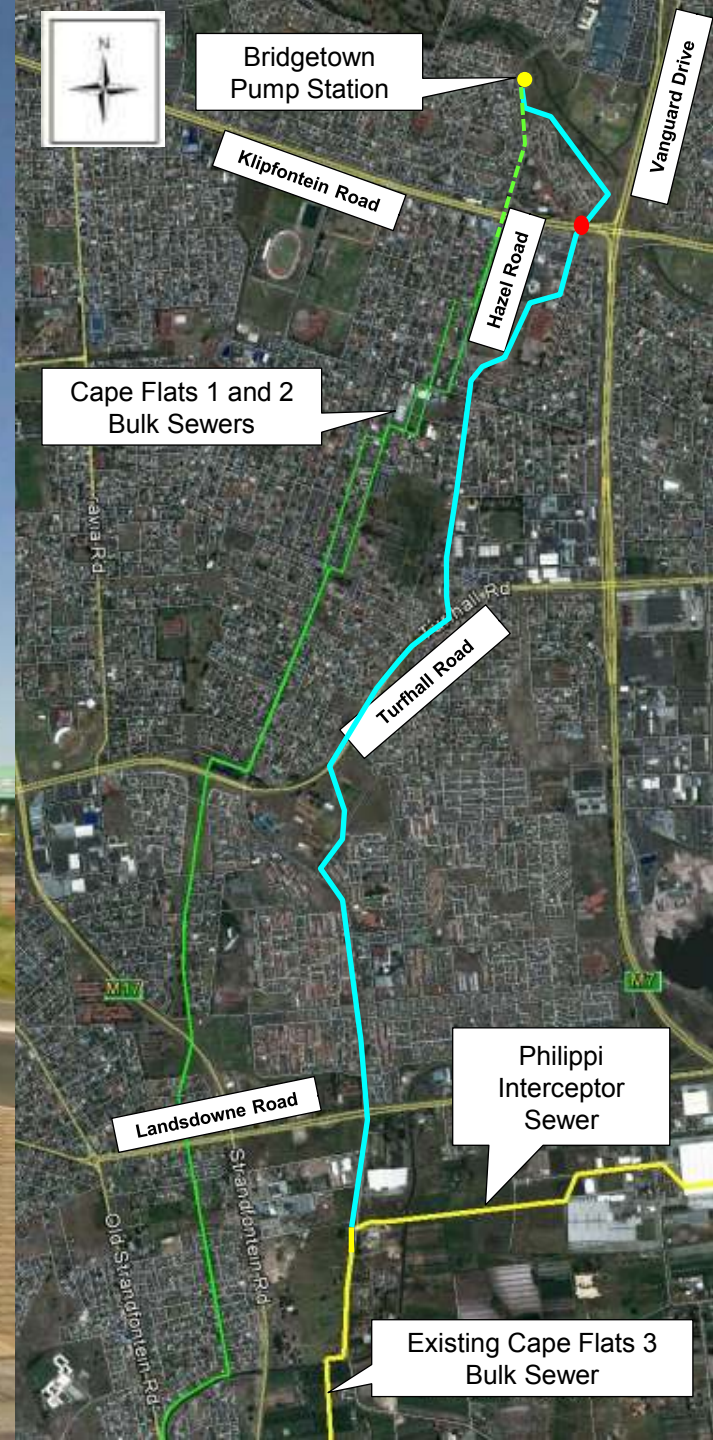 N
Bridgetown
Pump Station
Vanguard Drive
Klipfontein Road
Hazel Road
Cape Flats 1 and 2
Bulk Sewers
ravia Rd
Turfhall Road
M17
M7
Philippi
Interceptor
Sewer
Landsdowne Road
Strandfontein Rd
Old Strandfontein Rd
Existing Cape Flats 3
Bulk Sewer